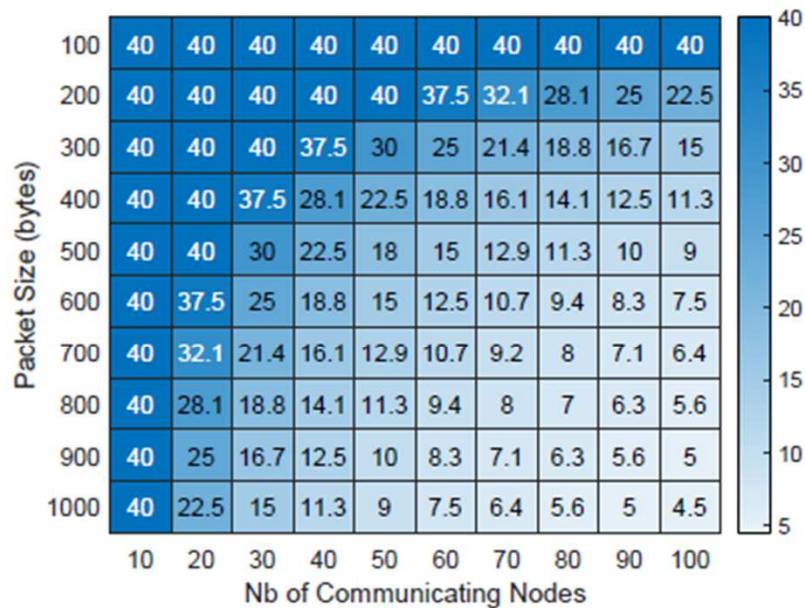 100 40 40 40 40 40 40 40 40 40 40
200 40 40 40 40 40 37.5 32.1 28.1 25 22.5
300 40 40 40 37.5 30 25 21.4 18.8 16.7 15
400 40 40 37.5 28.1 22.5 18.8 16.1 14.1 12.5 11.3
500 40 40 30 22.5 18 15 12.9 11.3 10 9
600 40 37.5 25 18.8 15 12.5 10.7 9.4 8.3 7.5
700 40 32.1 21.4 16.1 12.9 10.7 9.2 8 7.1 6.4
800 40 28.1 18.8 14.1 11.3 9.4 8 7 6.3 5.6
900 40 25 16.7 12.5 10 8.3 7.1 6.3 5.6 5
1000 40 22.5 15 11.3 9 7.5 6.4 5.6 5 4.5
10 20 30 40 50 60 70 80 90 100
Nb of Communicating Nodes
Packet Size (bytes)
40
35
30
25
20
15
10
5